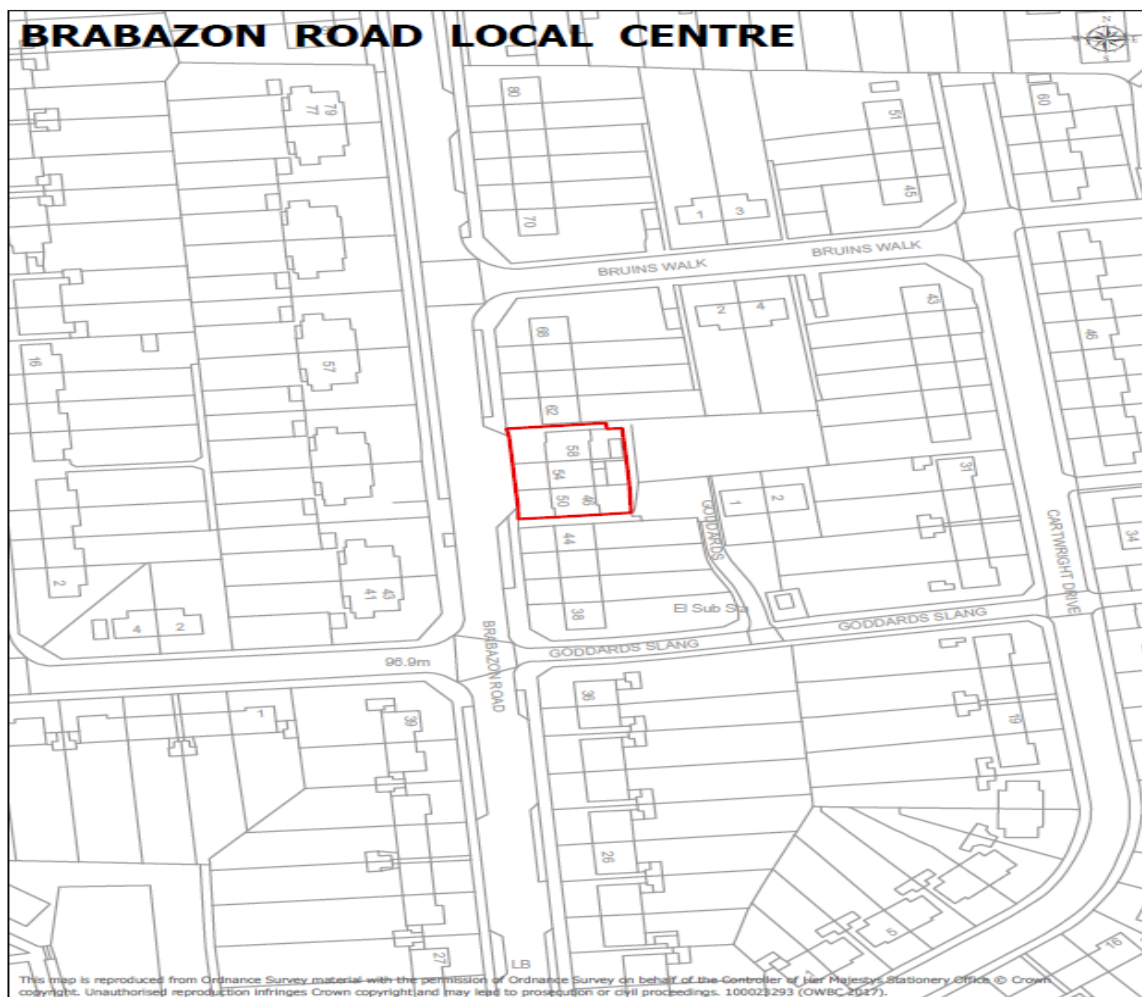 BRABAZON ROAD LOCAL CENTRE
N
S
77
79
80
51
60
45
1
3
70
BRUINS WALK
BRUINS WALK
2
4
43
46
68
16
57
62
58
54
50
46
31
1
2
GODDARDS
44
34
CARTWRIGHT DRIVE
2
41
43
38
El Sub Sta
4
2
GODDARDS SLANG
GODDARDS SLANG
96.9m
BRABAZON ROAD
36
1
39
19
26
5
16
27
1
LB
This map is reproduced from Ordnance Survey material with the permission of Ordnance Survey on behalf of the Controller of Her Majestys Stationery Office © Crown
copyright. Unauthorised reproduction infringes Crown copyright and may lead to prosecution or civil proceedings. 100023293 (OWBC 2017).